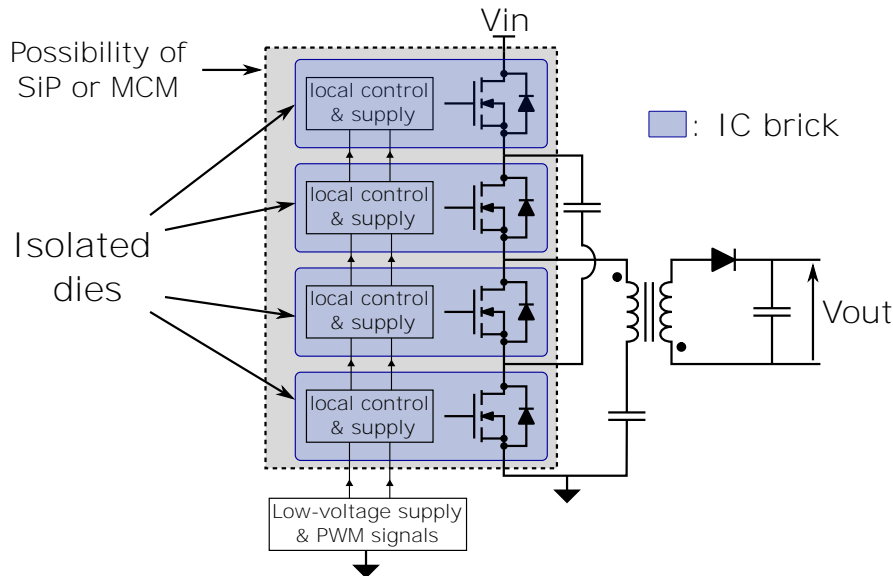 Vin
Possibility of
SiP or MCM
local control
& supply
: IC brick
local control
& supply
Isolated
dies
local control
& supply
Vout
local control
& supply
Low-voltage supply
& PWM signals